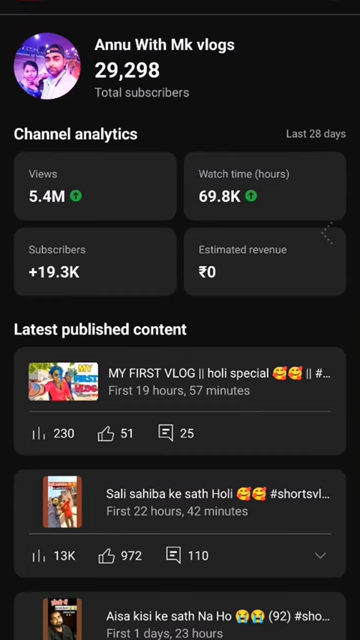 Annu With Mk vlogs
29,298
Total subscribers
Channel analytics
Last 28 days
Views
Watch time (hours)
5.4M
69.8K
Subscribers
Estimated revenue
+19.3K
₹0
Latest published content
MY FIRST VLOG
MY FIRST VLOG || holi special 🥰🥰 || #...
First 19 hours, 57 minutes
230
51
25
Sali sahiba ke sath Holi 🥰🥰 #shortsvl...
First 22 hours, 42 minutes
13K
972
110
Aisa kisi ke sath Na Ho 😭😭 (92) #sho...
First 1 days, 23 hours